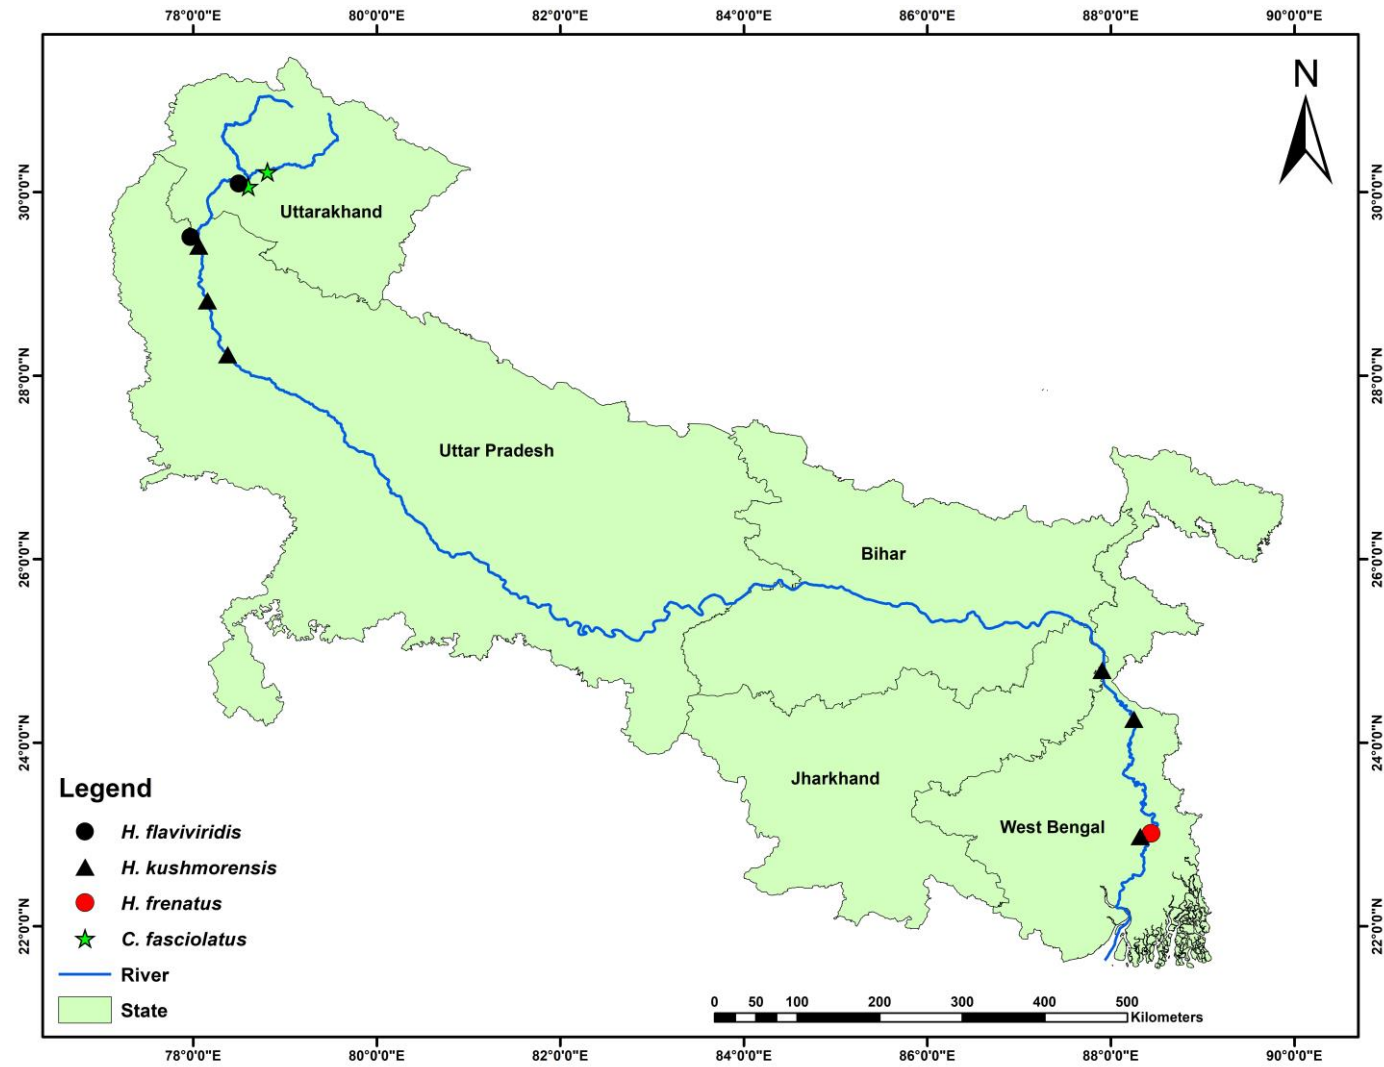 78°0'0"E 80°0'0"E 82°0'0"E 84°0'0"E 86°0'0"E 88°0'0"E 90°0'0"E
N
30°0'0"N
30°0'0"N
Uttarakhand
28°0'0"N
28°0'0"N
Uttar Pradesh
26°0'0"N
Bihar
26°0'0"N
24°0'0"N
24°0'0"N
Jharkhand
West Bengal
22°0'0"N
22°0'0"N
Legend
H. flaviviridis
H. kushmorensis
H. frenatus
C. fasciolatus
River
State
0 50 100 200 300 400 500
Kilometers
78°0'0"E 80°0'0"E 82°0'0"E 84°0'0"E 86°0'0"E 88°0'0"E 90°0'0"E